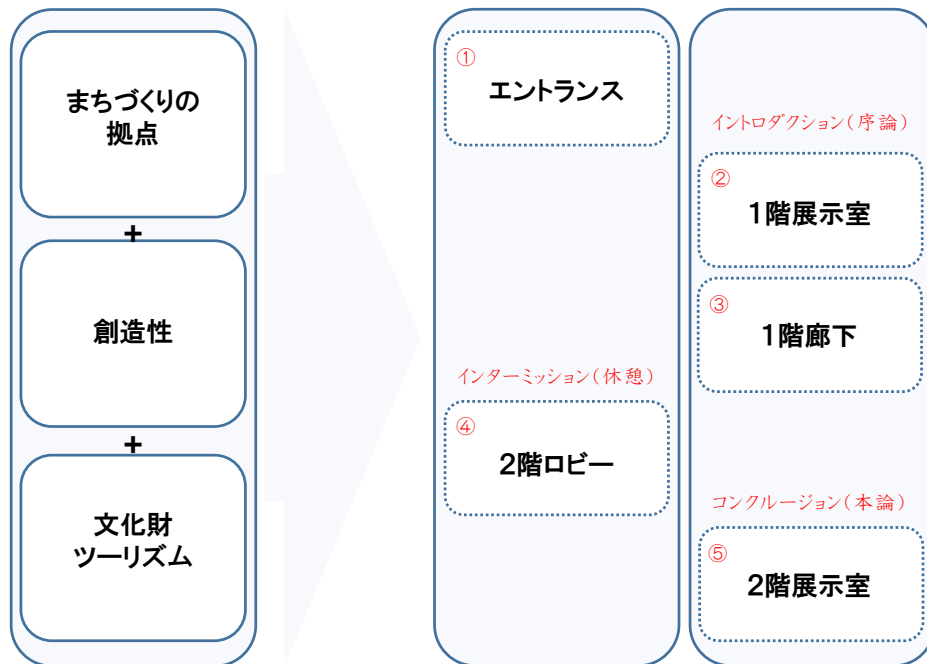 まちづくりの
拠点
+
創造性
+
文化財
ツーリズム
①
エントランス
インターミッション(休憩)
④
2階ロビー
イントロダクション(序論)
②
1階展示室
③
1階廊下
コンクルージョン(本論)
⑤
2階展示室